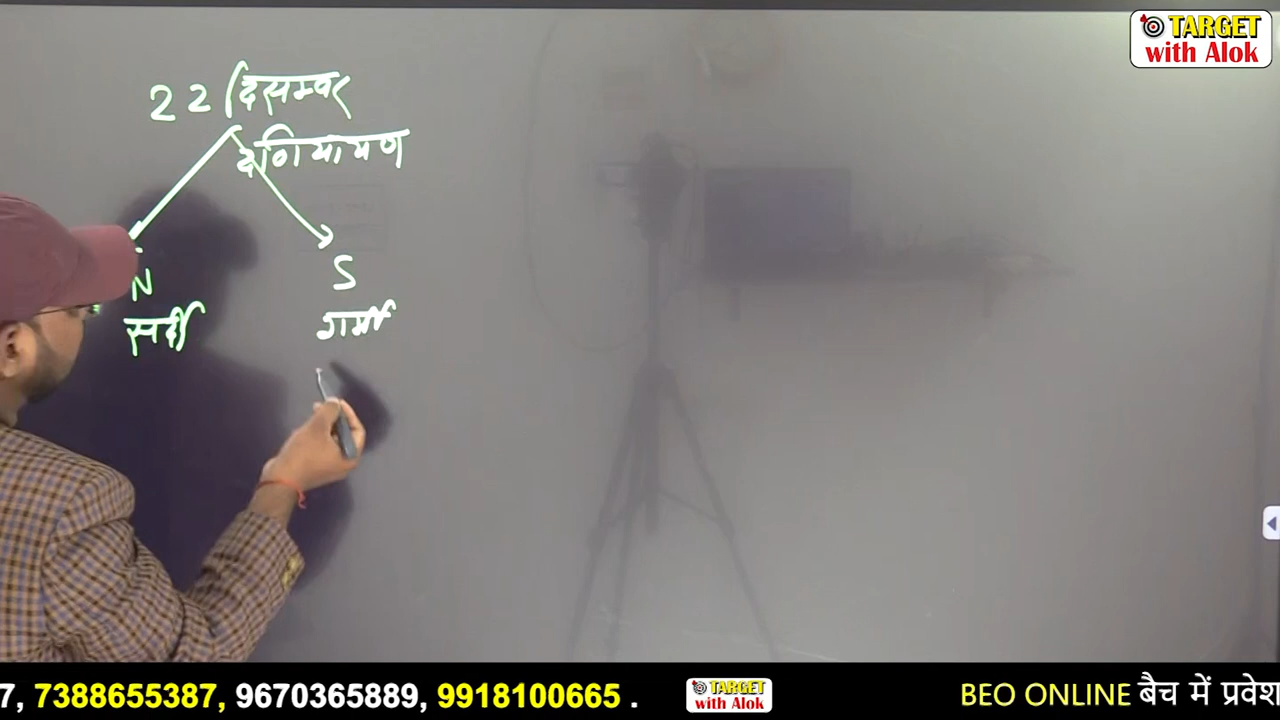 TARGET
with Alok
22 दिसम्बर
दक्षियायण
N S
सर्दी गर्मी
7, 7388655387, 9670365889, 9918100665 .
TARGET
with Alok
BEO ONLINE बैच में प्रवेश